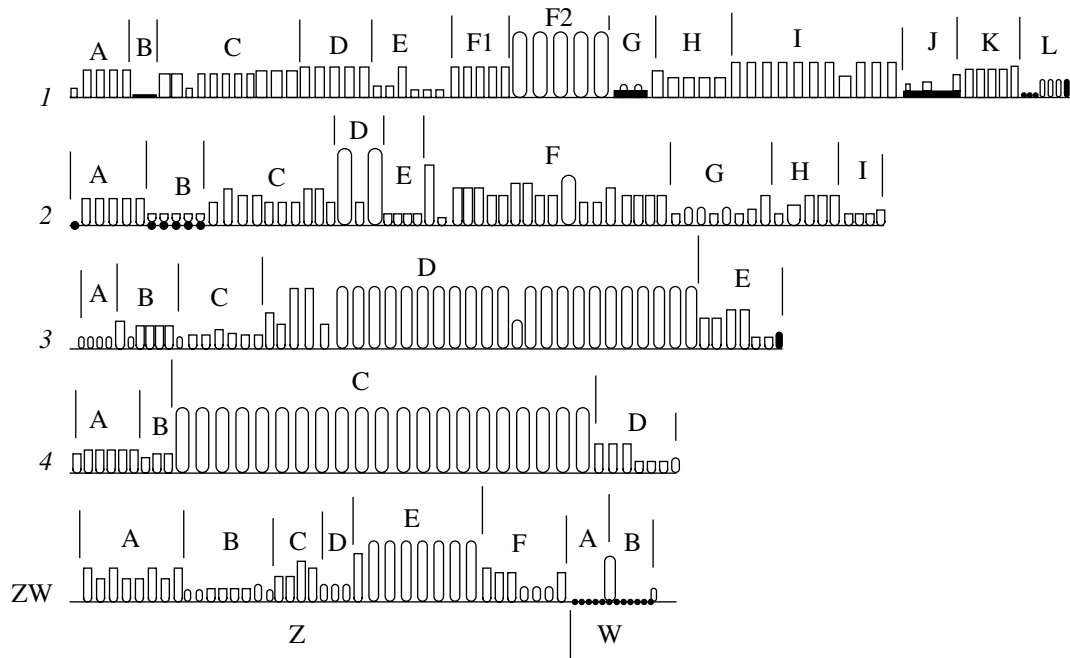 A B C D E F1 F2 G H I J K L
1
A B C D E F G H I
2
A B C D E
3
A B C D
4
A B C D E F A B
ZW
Z W